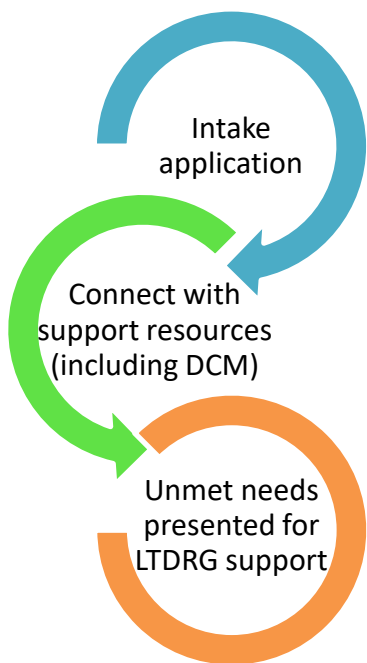 Intake
application
Connect with
support resources
(including DCM)
Unmet needs
presented for
LTDRG support